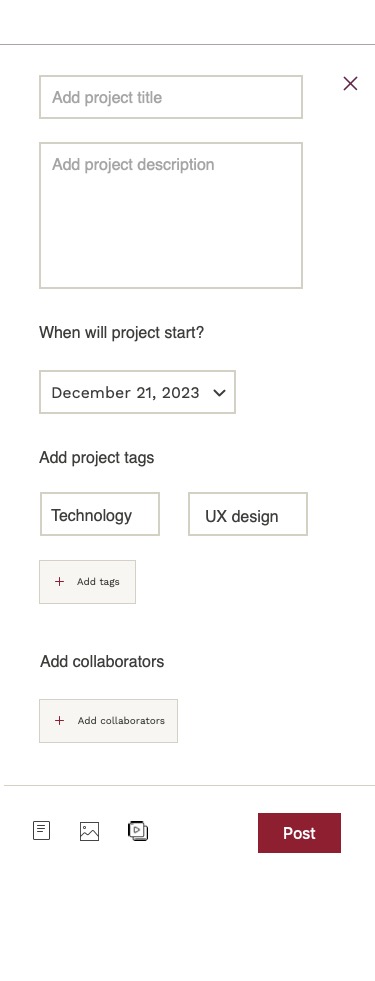 Add project title
Add project description
When will project start?
December 21, 2023
Add project tags
Technology
UX design
+ Add tags
Add collaborators
+ Add collaborators
Post